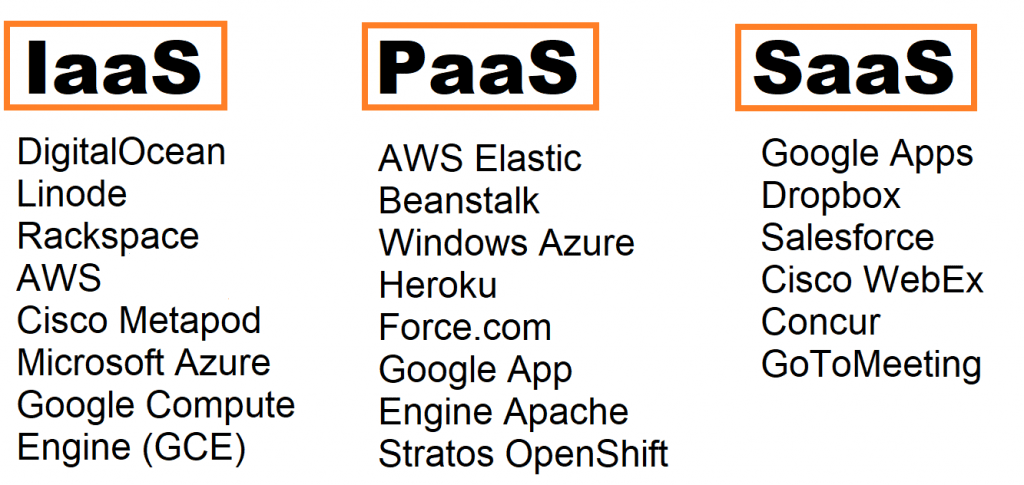 IaaS
DigitalOcean
Linode
Rackspace
AWS
Cisco Metapod
Microsoft Azure
Google Compute
Engine (GCE)
PaaS
AWS Elastic
Beanstalk
Windows Azure
Heroku
Force.com
Google App
Engine Apache
Stratos OpenShift
SaaS
Google Apps
Dropbox
Salesforce
Cisco WebEx
Concur
GoToMeeting